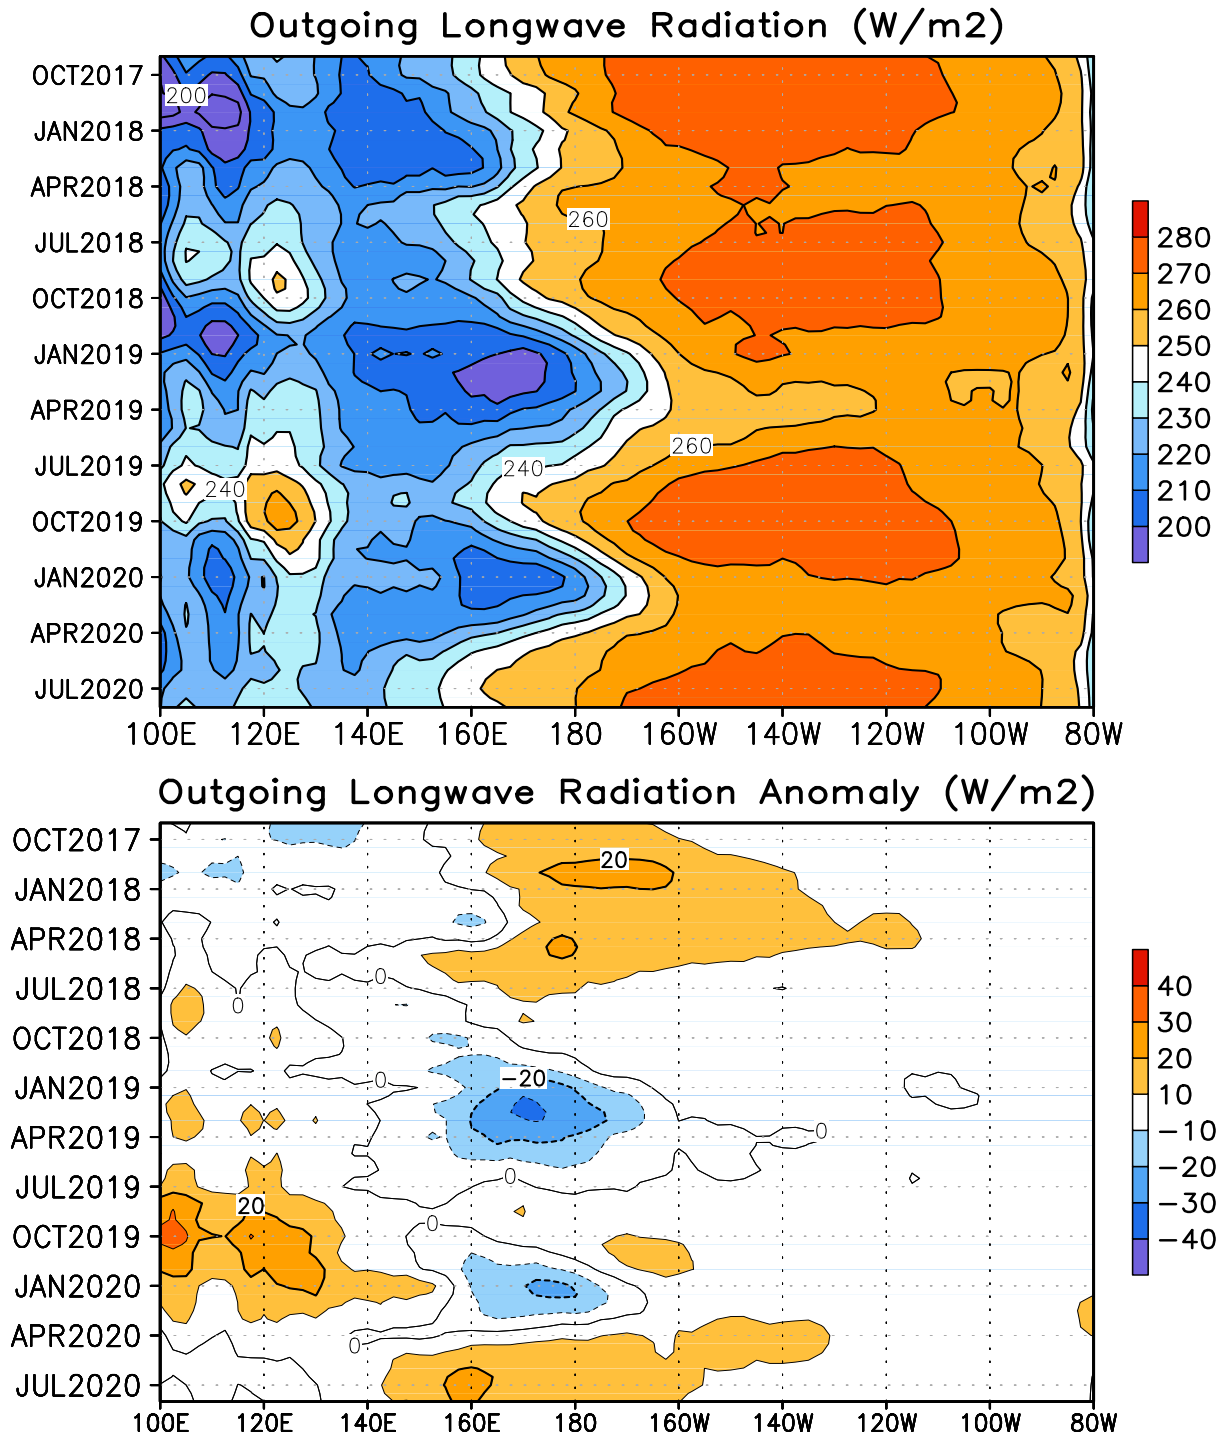 Outgoing Longwave Radiation (W/m2)
OCT2017
JAN2018
APR2018
JUL2018
OCT2018
JAN2019
APR2019
JUL2019
OCT2019
JAN2020
APR2020
JUL2020
200
260
260
240
240
100E 120E 140E 160E 180 160W 140W 120W 100W 80W
280
270
260
250
240
230
220
210
200
Outgoing Longwave Radiation Anomaly (W/m2)
OCT2017
JAN2018
APR2018
JUL2018
OCT2018
JAN2019
APR2019
JUL2019
OCT2019
JAN2020
APR2020
JUL2020
20
0
0
-20
0
0
0
20
0
0
100E 120E 140E 160E 180 160W 140W 120W 100W 80W
40
30
20
10
-10
-20
-30
-40